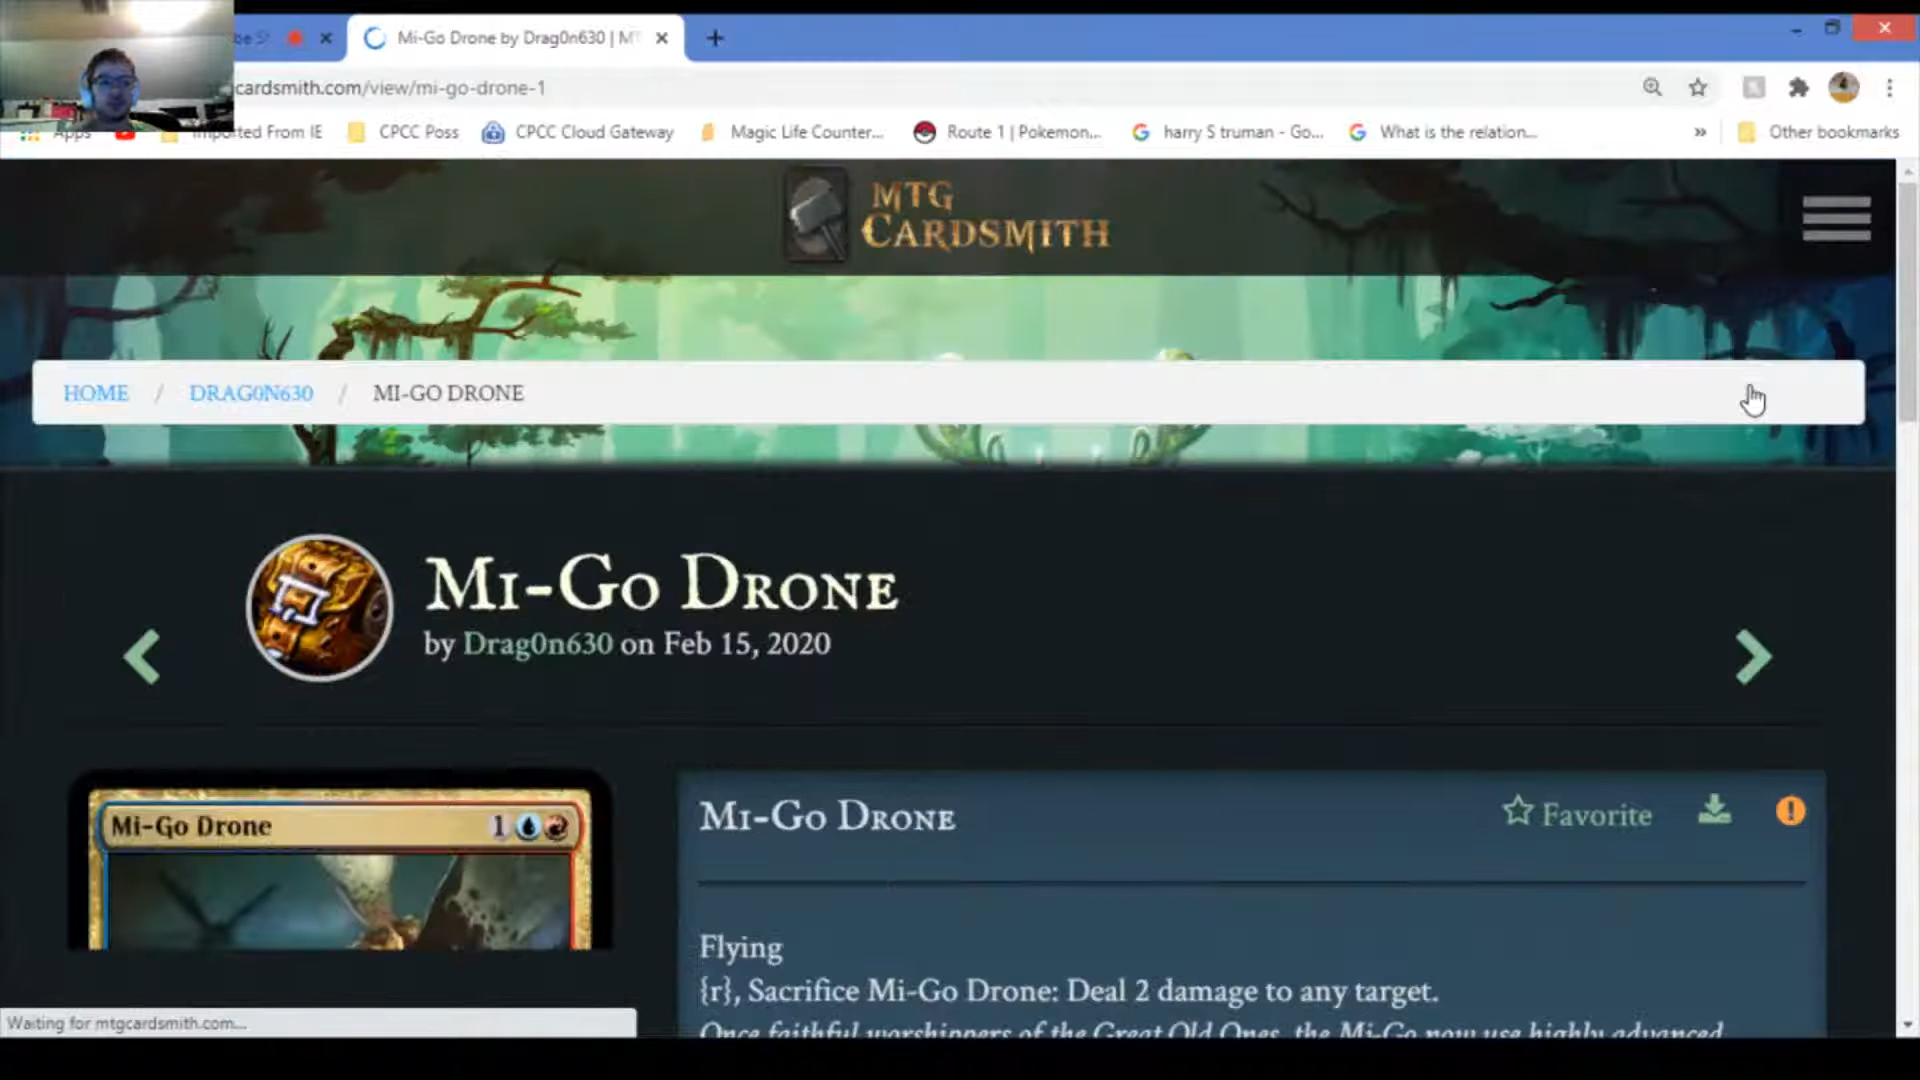 Mi-Go Drone by Drag0n630 | MT
cardsmith.com/view/mi-go-drone-1
Apps
Imported From IE
CPCC Poss
CPCC Cloud Gateway
Magic Life Counter...
Route 1 | Pokemon...
harry S truman - Go...
What is the relation...
»
Other bookmarks
MTG
CARDSMITH
HOME / DRAG0N630 / MI-GO DRONE
Mi-Go Drone
by Drag0n630 on Feb 15, 2020
Mi-Go Drone 1
Mi-Go Drone
Favorite
Flying
{r}, Sacrifice Mi-Go Drone: Deal 2 damage to any target.
Once faithful worshippers of the Great Old Ones, the Mi-Go now use highly advanced
Waiting for mtgcardsmith.com...